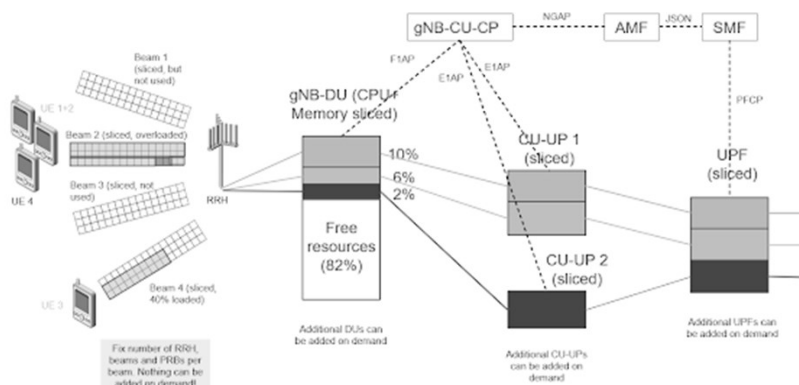 gNB-CU-CP
NGAP
AMF
JSON
SMF
Beam 1
(sliced, but
not used)
F1AP
E1AP
E1AP
PFCP
UE 1+2
gNB-DU (CPU+
Memory sliced)
Beam 2 (sliced, overloaded)
UE 4
Beam 3 (sliced, not
used)
RRH
10%
6%
2%
Free
resources
(82%)
CU-UP 1
(sliced)
UPF
(sliced)
CU-UP 2
(sliced)
UE 3
Beam 4 (sliced,
40% loaded)
Additional DUs can
be added on demand
Additional CU-UPs
can be added on
demand
Additional UPFs can
be added on demand
Fix number of RRH,
beams and PRBs per
beam. Nothing can be
added on demand!